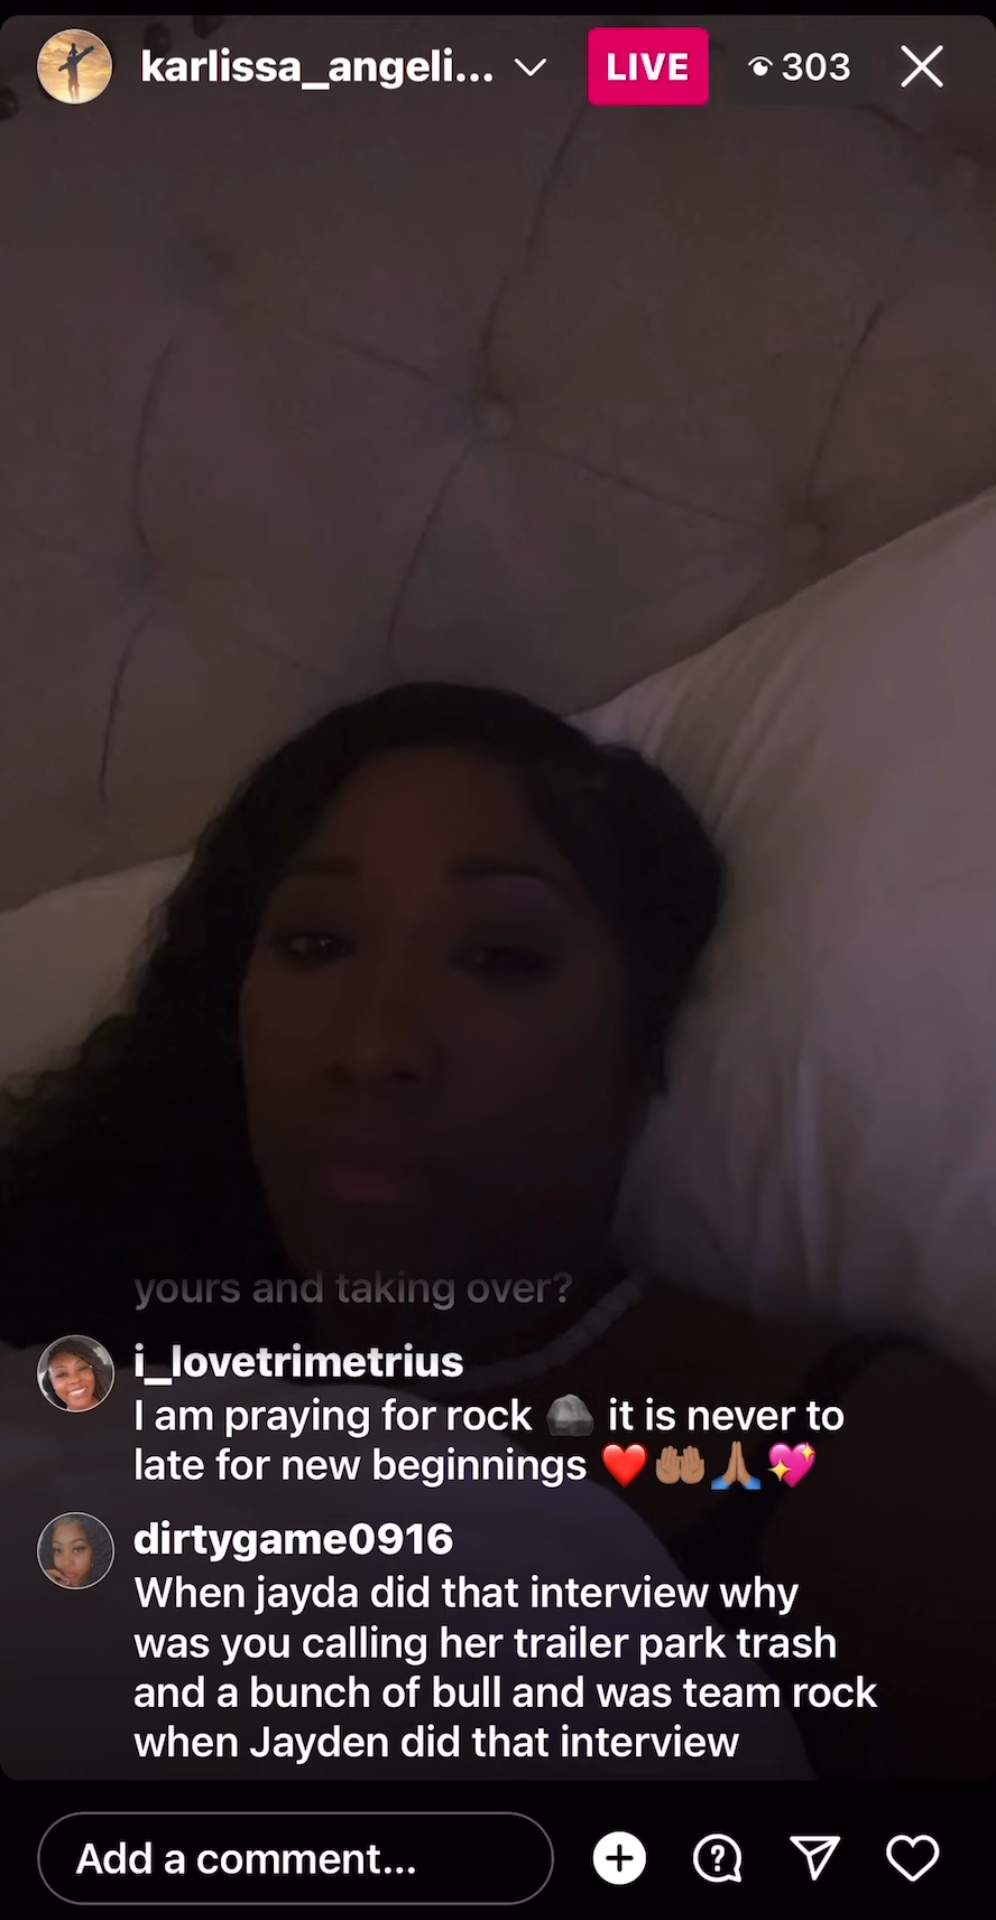 karlissa_angeli...
LIVE
303
yours and taking over?
i_lovetrimetrius
I am praying for rock 🪨 it is never to
late for new beginnings ❤️🤲🏽🙏🏽💖
dirtygame0916
When jayda did that interview why
was you calling her trailer park trash
and a bunch of bull and was team rock
when Jayden did that interview
Add a comment...